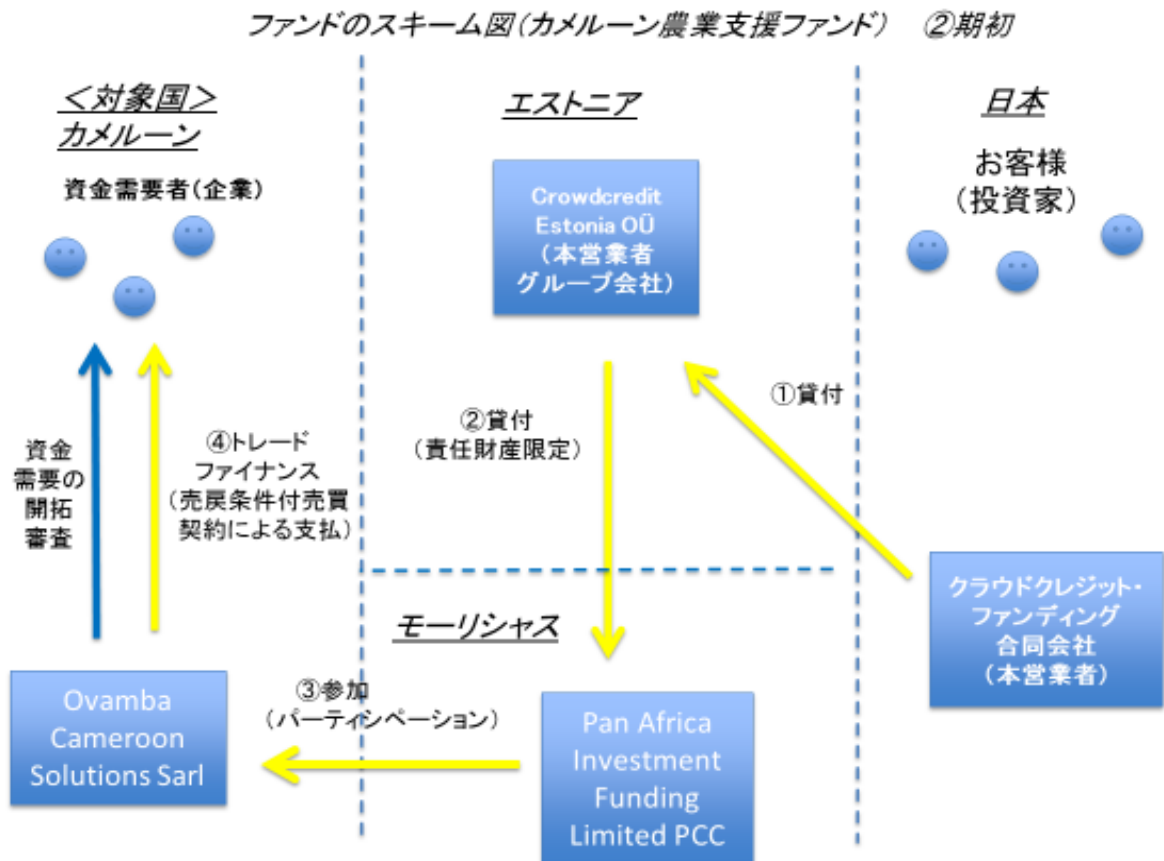 ファンドのスキーム図(カメルーン農業支援ファンド) ②期初
<対象国>
カメルーン
資金需要者(企業)
資金
需要の
開拓
審査
④トレード
ファイナンス
(売戻条件付売買
契約による支払)
Ovamba
Cameroon
Solutions Sarl
エストニア
Crowdcredit
Estonia OÜ
(本営業者
グループ会社)
②貸付
(責任財産限定)
①貸付
モーリシャス
③参加
(パーティシペーション)
Pan Africa
Investment
Funding
Limited PCC
日本
お客様
(投資家)
クラウドクレジット・
ファンディング
合同会社
(本営業者)